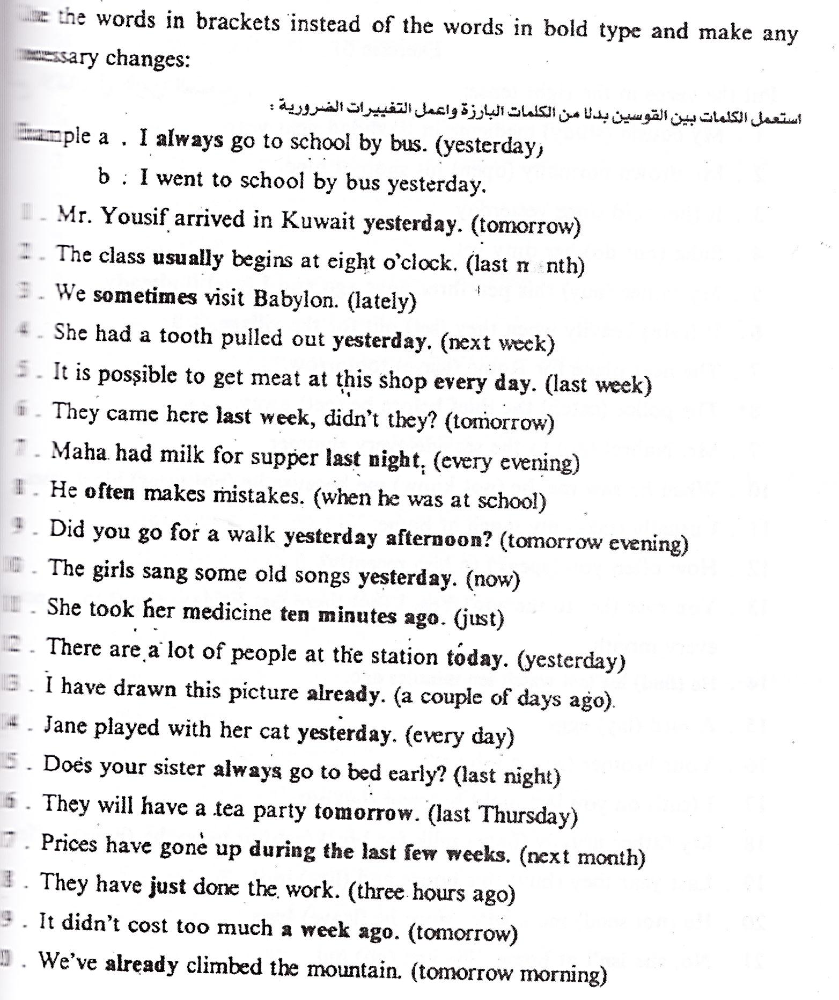 the words in brackets instead of the words in bold type and make any
changes:
استعمل الكلمات بين القوسين بدلا من الكلمات البارزة واعمل التغييرات الضرورية :
a . I always go to school by bus. (yesterday)
b : I went to school by bus yesterday.
Mr. Yousif arrived in Kuwait yesterday. (tomorrow)
2 . The class usually begins at eight o'clock. (last m nth)
3 . We sometimes visit Babylon. (lately)
4 . She had a tooth pulled out yesterday. (next week)
5 . It is possible to get meat at this shop every day. (last week)
6 . They came here last week, didn't they? (tomorrow)
7 . Maha had milk for supper last night. (every evening)
8 . He often makes mistakes. (when he was at school)
9 . Did you go for a walk yesterday afternoon? (tomorrow evening)
10 . The girls sang some old songs yesterday. (now)
11 . She took her medicine ten minutes ago. (just)
12 . There are a lot of people at the station today. (yesterday)
13 . I have drawn this picture already. (a couple of days ago).
14 . Jane played with her cat yesterday. (every day)
15 . Does your sister always go to bed early? (last night)
16 . They will have a tea party tomorrow. (last Thursday)
7 . Prices have gone up during the last few weeks. (next month)
8 . They have just done the work. (three hours ago)
9 . It didn't cost too much a week ago. (tomorrow)
0 . We've already climbed the mountain. (tomorrow morning)